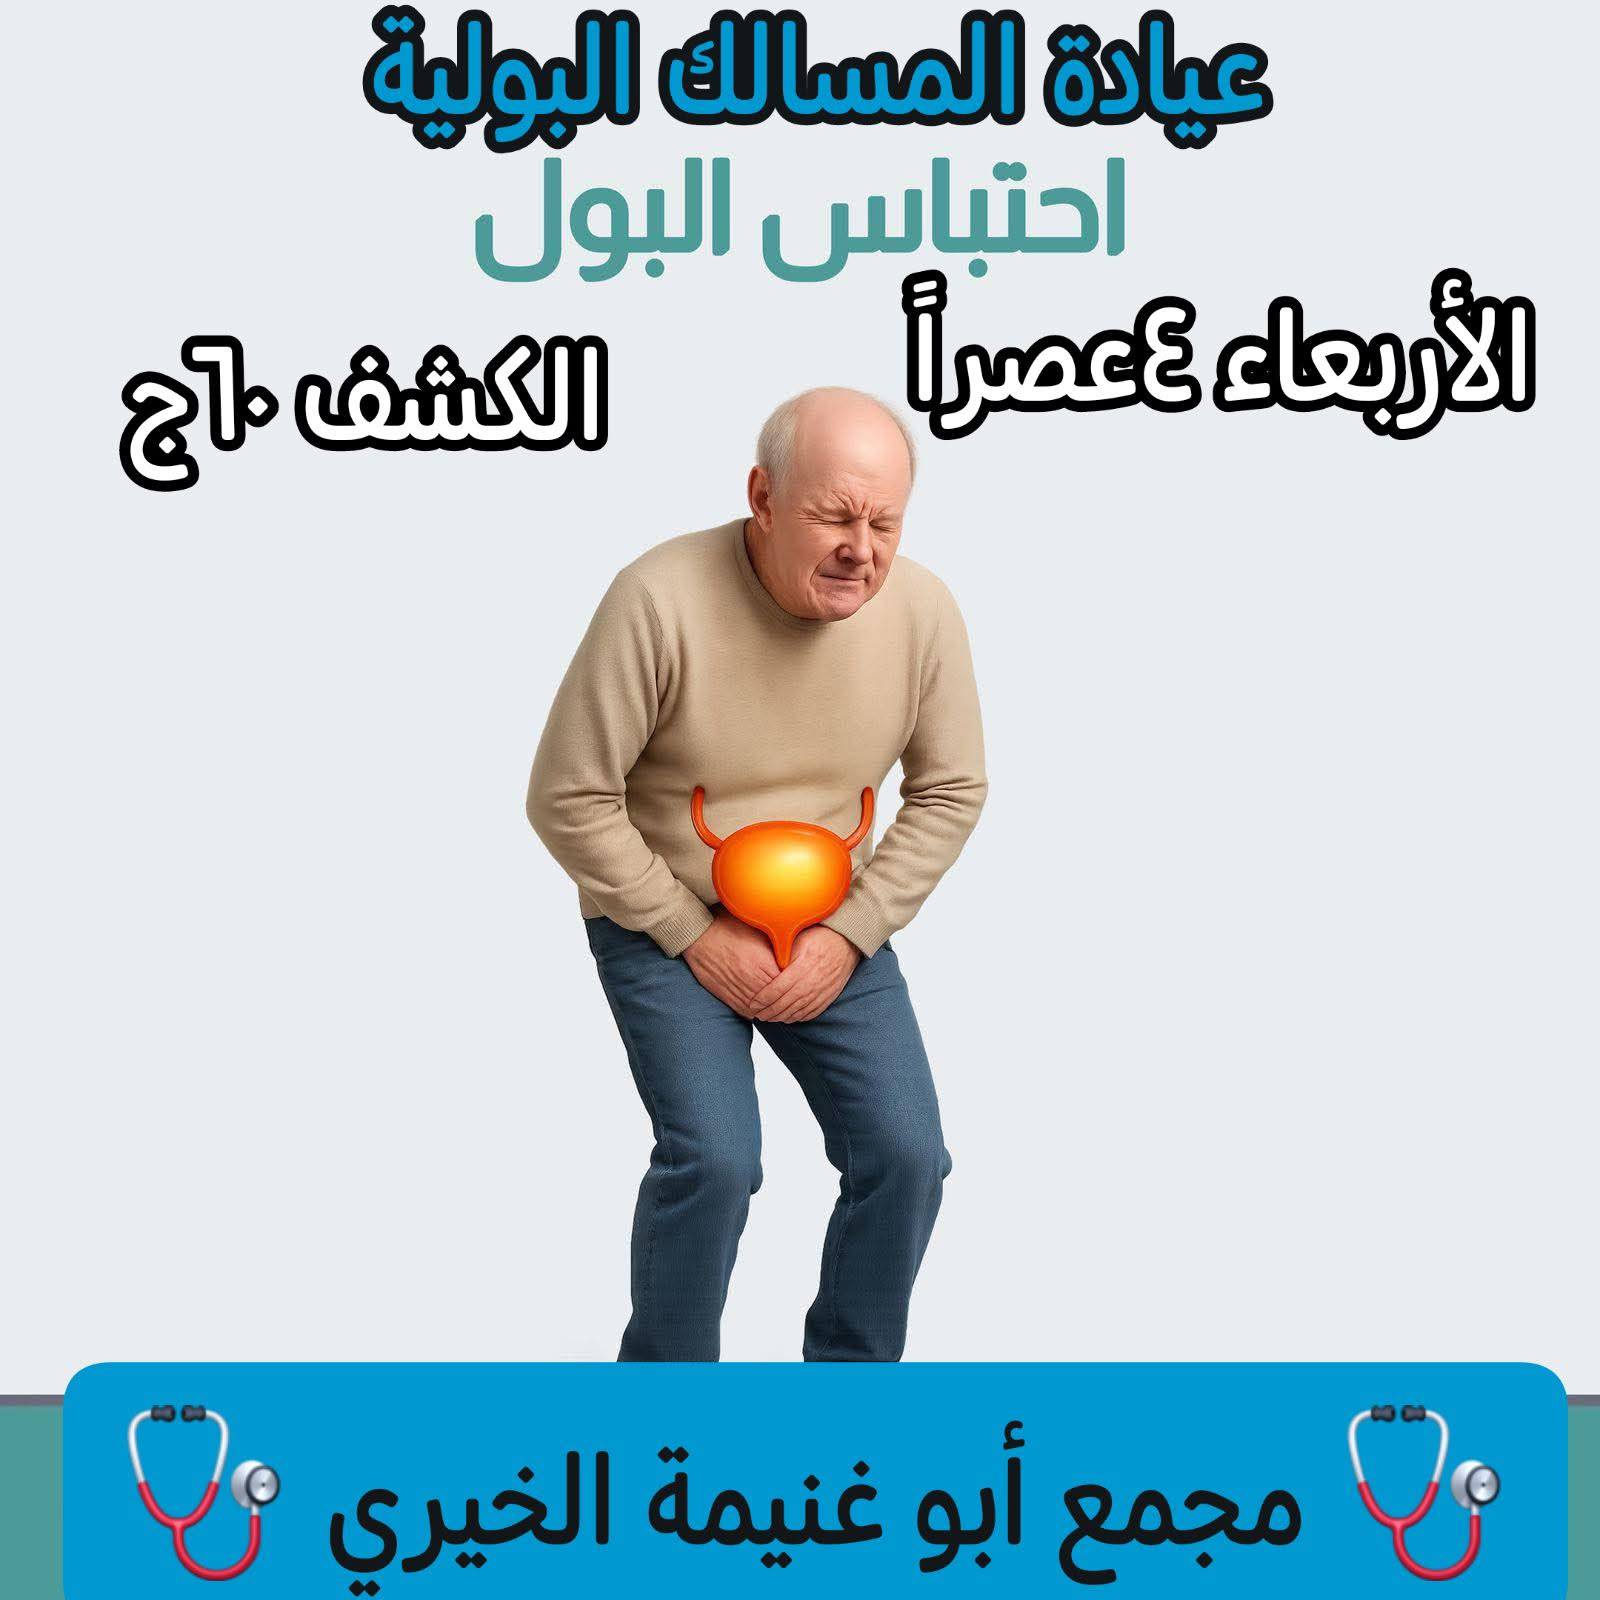 عيادة المسالك البولية
احتباس البول
الأربعاء ٤عصراً
الكشف ٦٠ج
مجمع أبو غنيمة الخيري